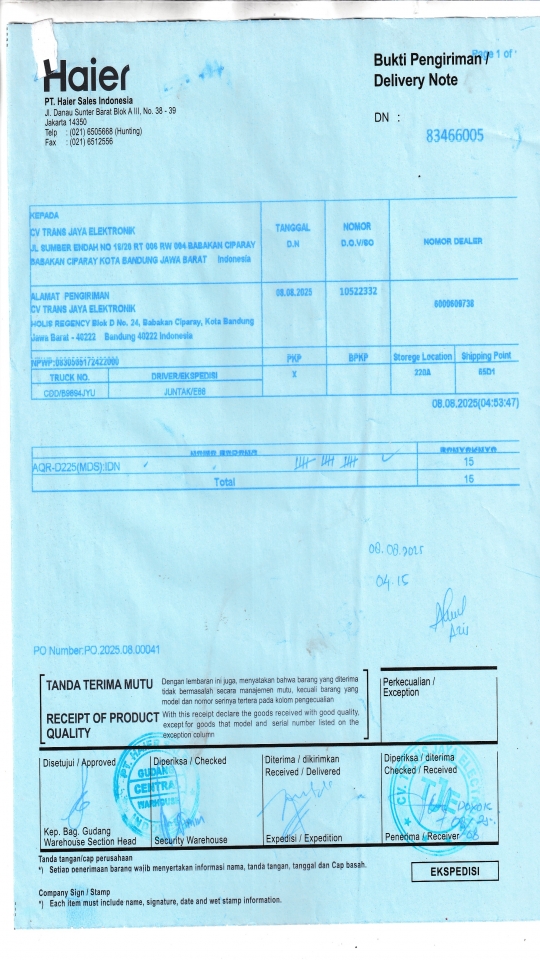 Haier
PT. Haier Sales Indonesia
Jl. Danau Sunter Barat Blok A III, No. 38 - 39
Jakarta 14350
Telp : (021) 6505668 (Hunting)
Fax : (021) 6512556
Page 1 of
Bukti Pengiriman /
Delivery Note
DN :
83466005
KEPADA
CV TRANS JAYA ELEKTRONIK
JL SUMBER ENDAH NO 16/29 RT 006 RW 004 BABAKAN CIPARAY
BABAKAN CIPARAY KOTA BANDUNG JAWA BARAT Indonesia
TANGGAL
D.N
NOMOR
D.O.V/SO
NOMOR DEALER
ALAMAT PENGIRIMAN
CV TRANS JAYA ELEKTRONIK
HOLIS REGENCY Blok D No. 24, Babakan Ciparay, Kota Bandung
Jawa Barat - 40222 Bandung 40222 Indonesia
08.08.2025
10522332
6000609738
PKP
BPKP
Storege Location
Shipping Point
TRUCK NO.
DRIVER/EKSPEDISI
X
220A
65D1
JUNTAK/E88
08.08.2025(04:53:47)
AQR-D225(MDS):IDN
15
Total
15
08.08.2025
04.15
Azis
PO Number:PO.2025.08.00041
TANDA TERIMA MUTU
Dengan lembaran ini juga, menyatakan bahwa barang yang diterima
tidak bermasalah secara manajemen mutu, kecuali barang yang
model dan nomor serinya tertera pada kolom pengecualian
RECEIPT OF PRODUCT
QUALITY
With this receipt declare the goods received with good quality,
except for goods that model and serial number listed on the
exception column
Perkecualian /
Exception
Disetujui / Approved
Diperiksa / Checked
Diterima / dikirimkan
Received / Delivered
Diperiksa / diterima
Checked / Received
GUDANG
CENTRAL
WAREHOUSE
TJE
Kep. Bag. Gudang
Warehouse Section Head
Security Warehouse
Expedisi / Expedition
Penerima / Receiver
Tanda tangan/cap perusahaan
*) Setiao penerimaan barang wajib menyertakan informasi nama, tanda tangan, tanggal dan Cap basah.
EKSPEDISI
Company Sign / Stamp
*) Each item must include name, signature, date and wet stamp information.